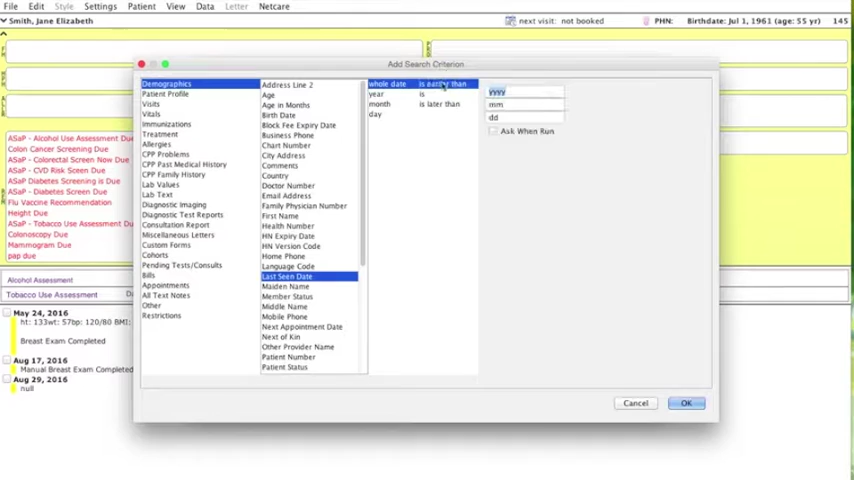 File Edit Style Settings Patient View Data Letter Netcare
Smith, Jane Elizabeth next visit: not booked PHN: Birthdate: Jul 1, 1961 (age: 55 yr) 145
Add Search Criterion
Demographics
Patient Profile
Visits
Vitals
Immunizations
Treatment
Allergies
CPP Problems
CPP Past Medical History
CPP Family History
Lab Values
Lab Text
Diagnostic Imaging
Diagnostic Test Reports
Consultation Report
Miscellaneous Letters
Custom Forms
Cohorts
Pending Tests/Consults
Bills
Appointments
All Text Notes
Other
Restrictions
Address Line 2
Age
Age in Months
Birth Date
Block Fee Expiry Date
Business Phone
Chart Number
City Address
Comments
Country
Doctor Number
Email Address
Family Physician Number
First Name
Health Number
HN Expiry Date
HN Version Code
Home Phone
Language Code
Last Seen Date
Maiden Name
Member Status
Middle Name
Mobile Phone
Next Appointment Date
Next of Kin
Other Provider Name
Patient Number
Patient Status
whole date
year
month
day
is earlier than
is
is later than
yyyy
mm
dd
Ask When Run
Cancel OK
ASaP - Alcohol Use Assessment Due
Colon Cancer Screening Due
ASaP - Colorectal Screen Now Due
ASaP - CVD Risk Sceen Due
ASaP Diabetes Screening is Due
ASaP - Diabetes Screen Due
Flu Vaccine Recommendation
Height Due
ASaP - Tobacco Use Assessment Due
Colonoscopy Due
Mammogram Due
pap due
Alcohol Assessment
Tobacco Use Assessment
May 24, 2016
ht: 133wt: 57bp: 120/80 BMI:
Breast Exam Completed
Aug 17, 2016
Manual Breast Exam Completed
Aug 29, 2016
null